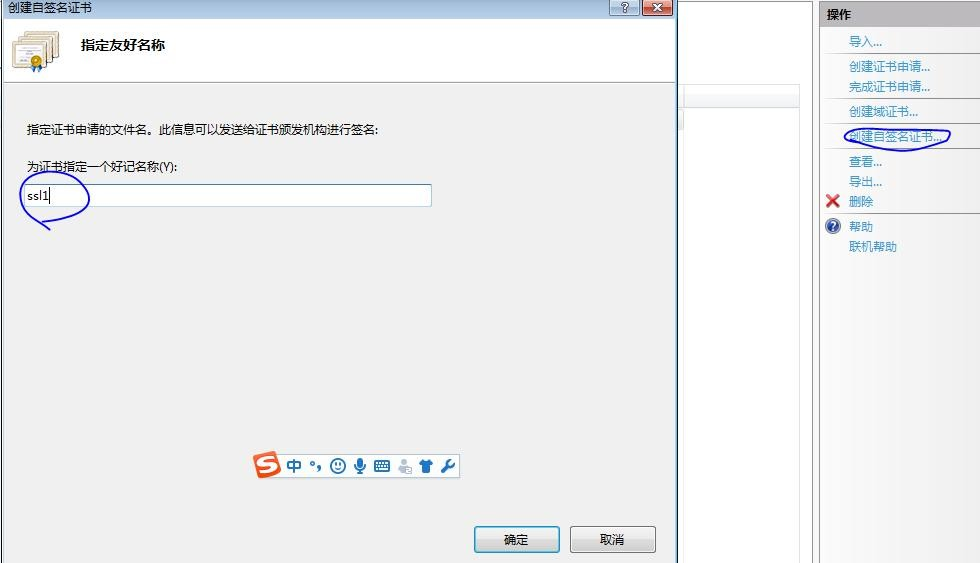 创建自签名证书
指定友好名称
指定证书申请的文件名。此信息可以发送给证书颁发机构进行签名:
为证书指定一个好记名称(Y):
ssl1
中
确定
取消
操作
导入...
创建证书申请...
完成证书申请...
创建域证书...
创建自签名证书...
查看...
导出...
删除
帮助
联机帮助